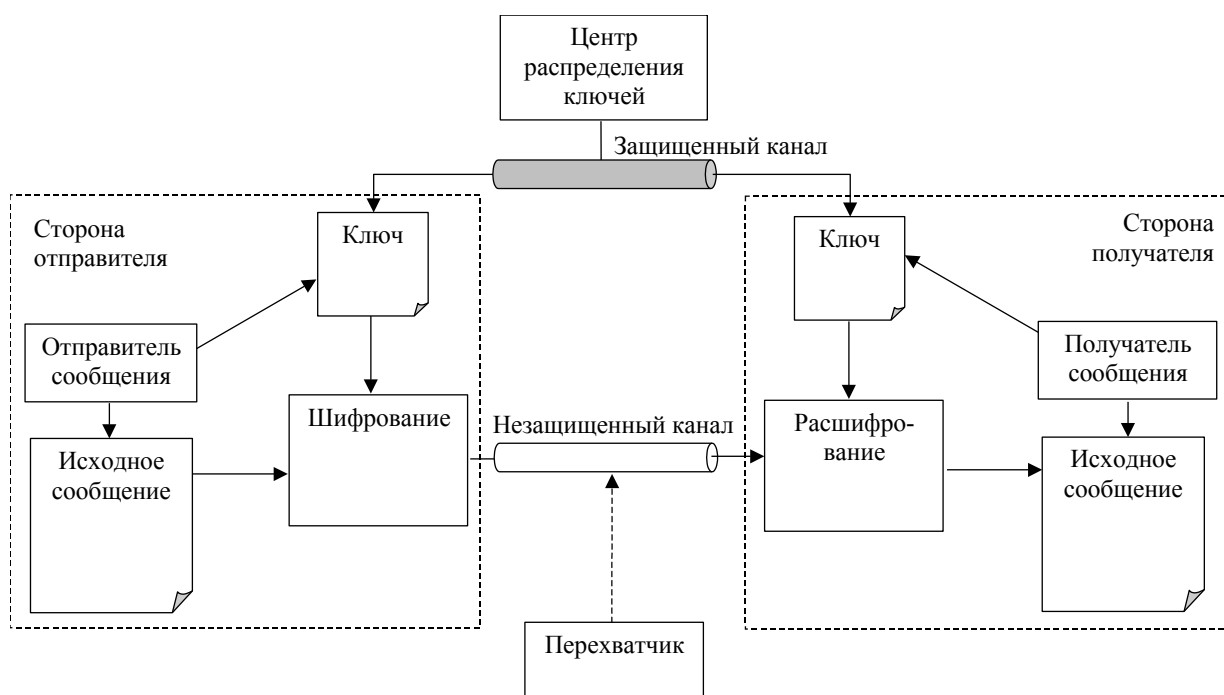 Центр
распределения
ключей
Защищенный канал
Сторона
отправителя
Ключ
Ключ
Сторона
получателя
Отправитель
сообщения
Получатель
сообщения
Шифрование
Незащищенный канал
Расшифро-
вание
Исходное
сообщение
Исходное
сообщение
Перехватчик